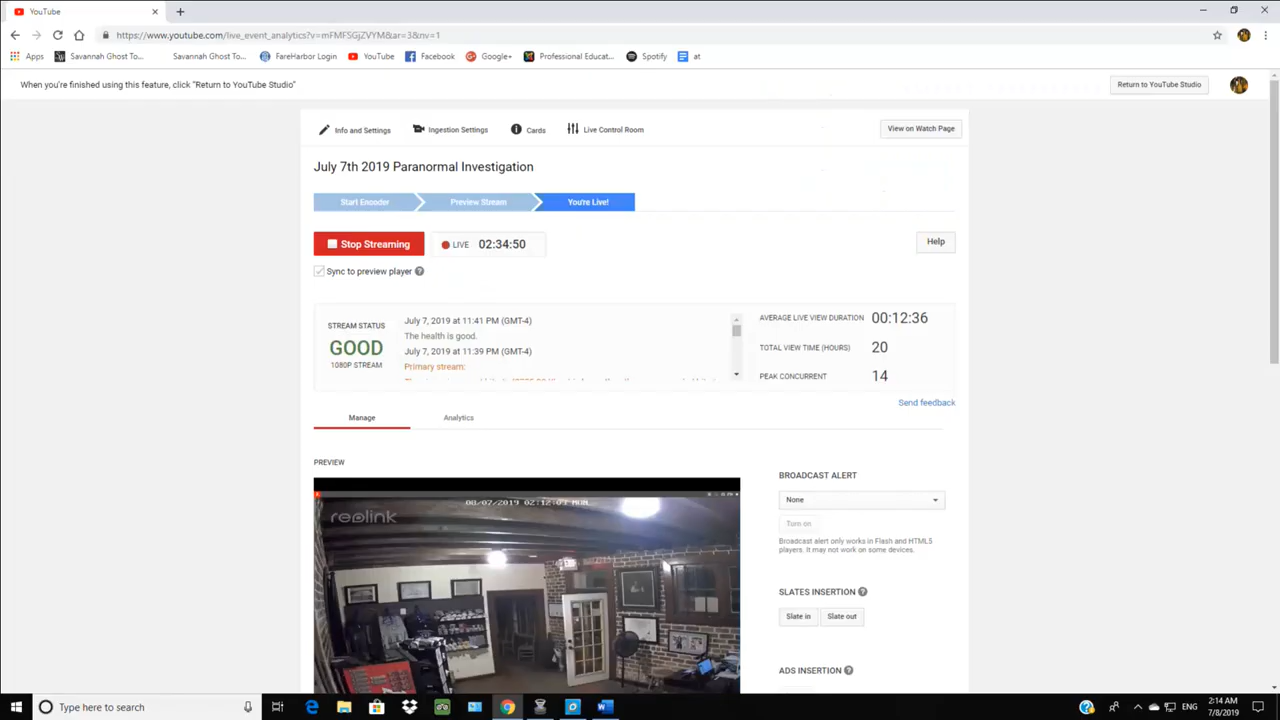 YouTube
https://www.youtube.com/live_event_analytics?v=mFMFSGjZVYM&ar=3&nv=1
Apps Savannah Ghost To... Savannah Ghost To... FareHarbor Login YouTube Facebook Google+ Professional Educat... Spotify at
When you're finished using this feature, click "Return to YouTube Studio"
Return to YouTube Studio
Info and Settings Ingestion Settings Cards Live Control Room
View on Watch Page
July 7th 2019 Paranormal Investigation
Start Encoder Preview Stream You're Live!
Stop Streaming LIVE 02:34:50
Help
Sync to preview player
STREAM STATUS
GOOD
1080P STREAM
July 7, 2019 at 11:41 PM (GMT-4)
The health is good.
July 7, 2019 at 11:39 PM (GMT-4)
Primary stream:
AVERAGE LIVE VIEW DURATION 00:12:36
TOTAL VIEW TIME (HOURS) 20
PEAK CONCURRENT 14
Send feedback
Manage Analytics
PREVIEW
08/07/2019 02:12:03 MON
reolink
BROADCAST ALERT
None
Turn on
Broadcast alert only works in Flash and HTML5
players. It may not work on some devices.
SLATES INSERTION
Slate in Slate out
ADS INSERTION
Type here to search
ENG
2:14 AM
7/8/2019